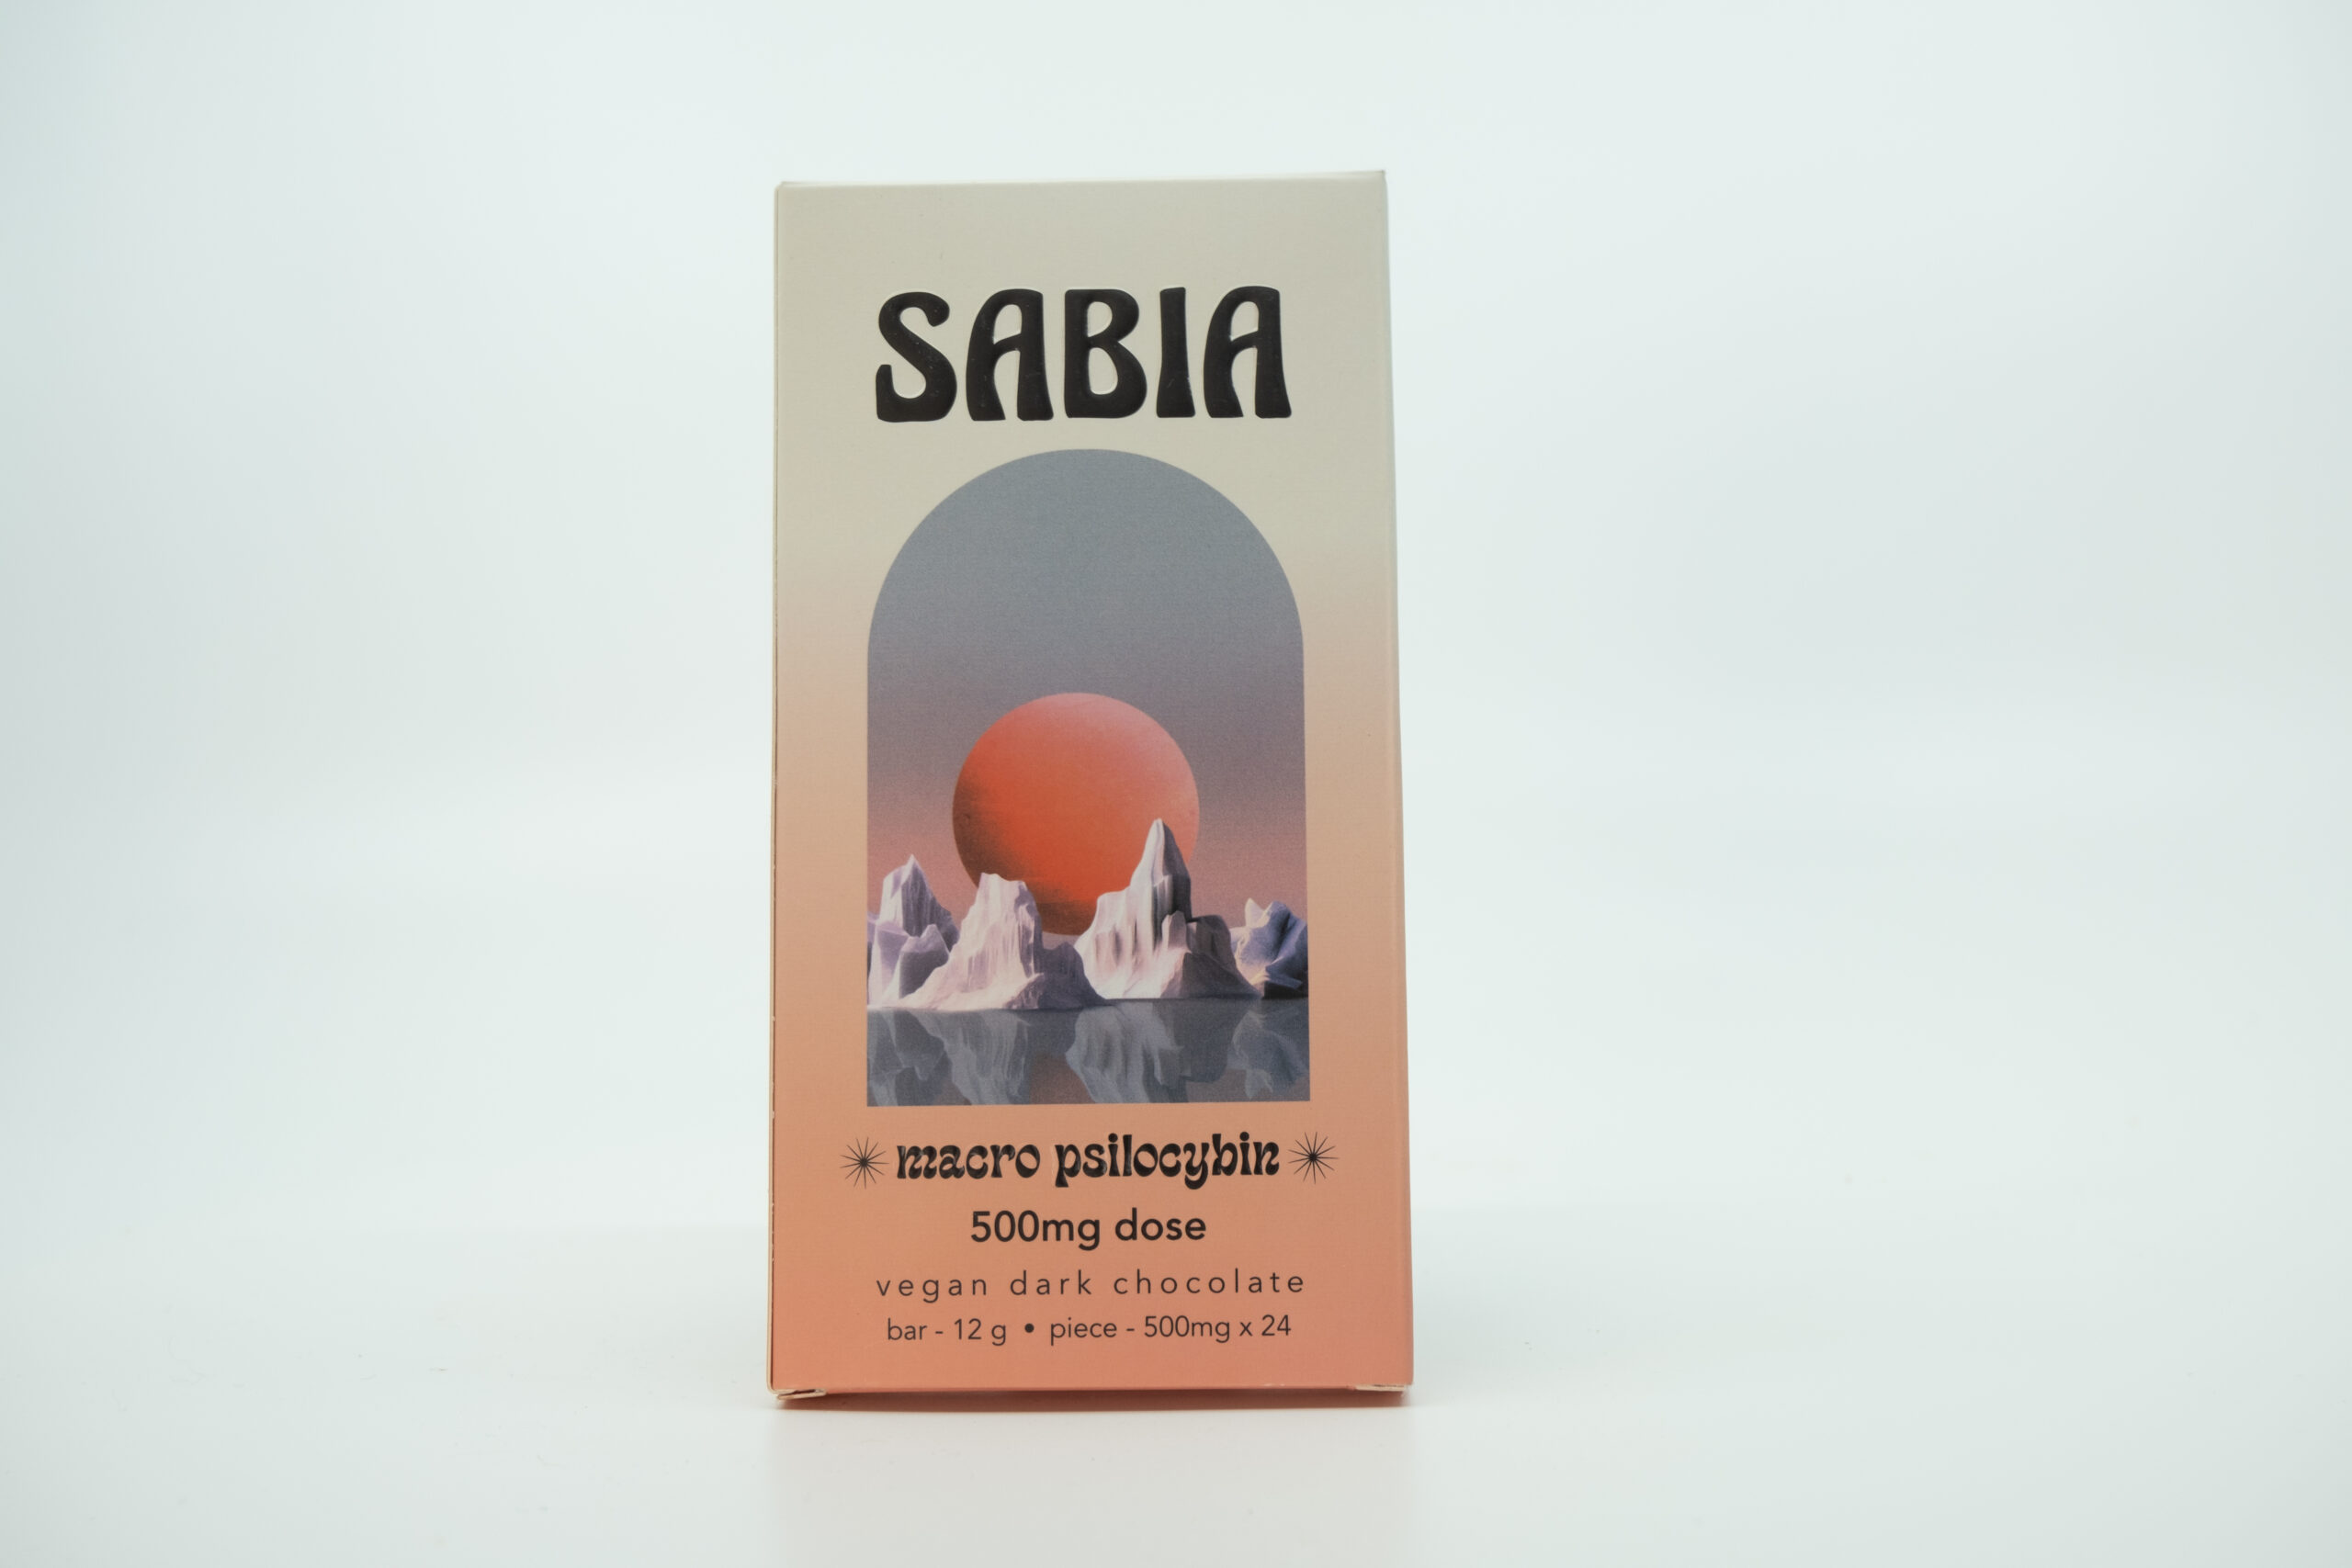 SABIA
macro psilocybin
500mg dose
vegan dark chocolate
bar - 12 g • piece - 500mg x 24